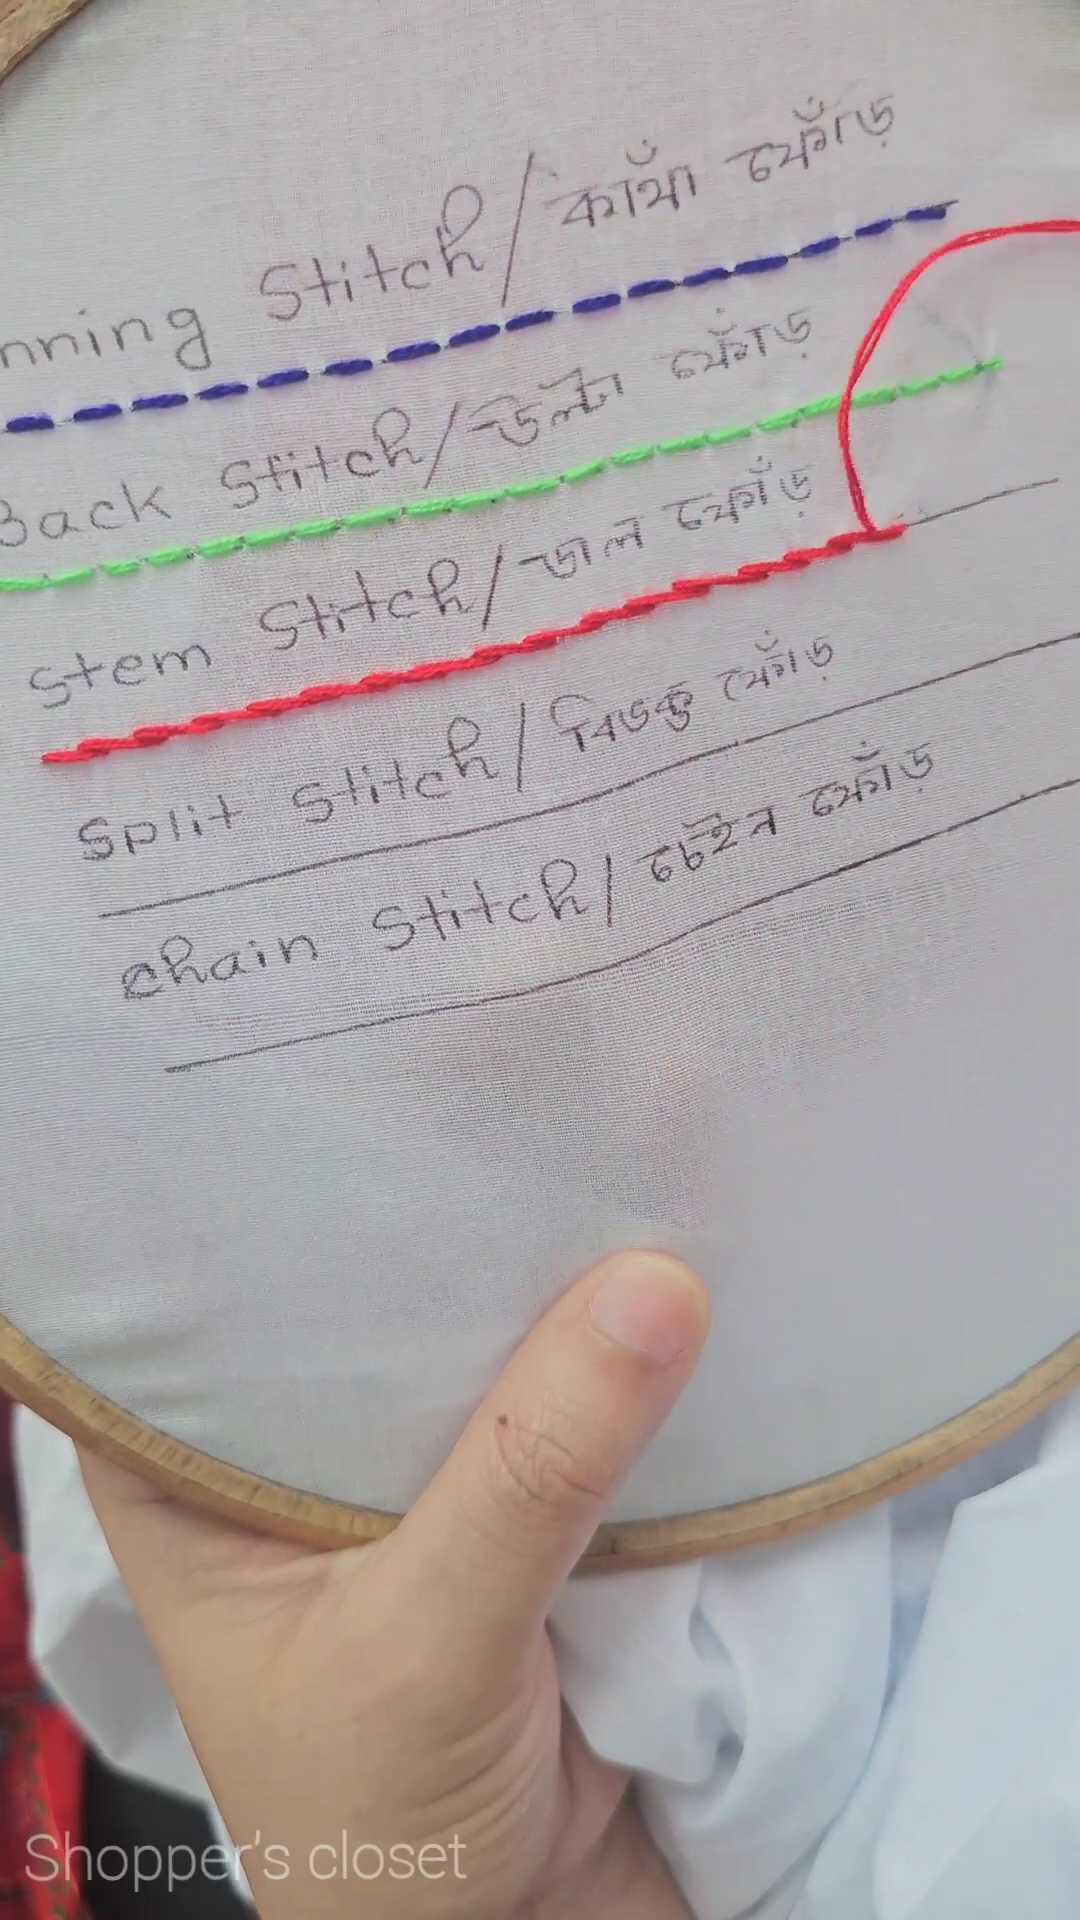 nning Stitch/কাঁথা ফোঁড়
Back Stitch/উল্টা ফোঁড়
Stem Stitch/ডাল ফোঁড়
Split Stitch/বিভক্ত ফোঁড়
chain Stitch/চেইন ফোঁড়
Shopper's closet